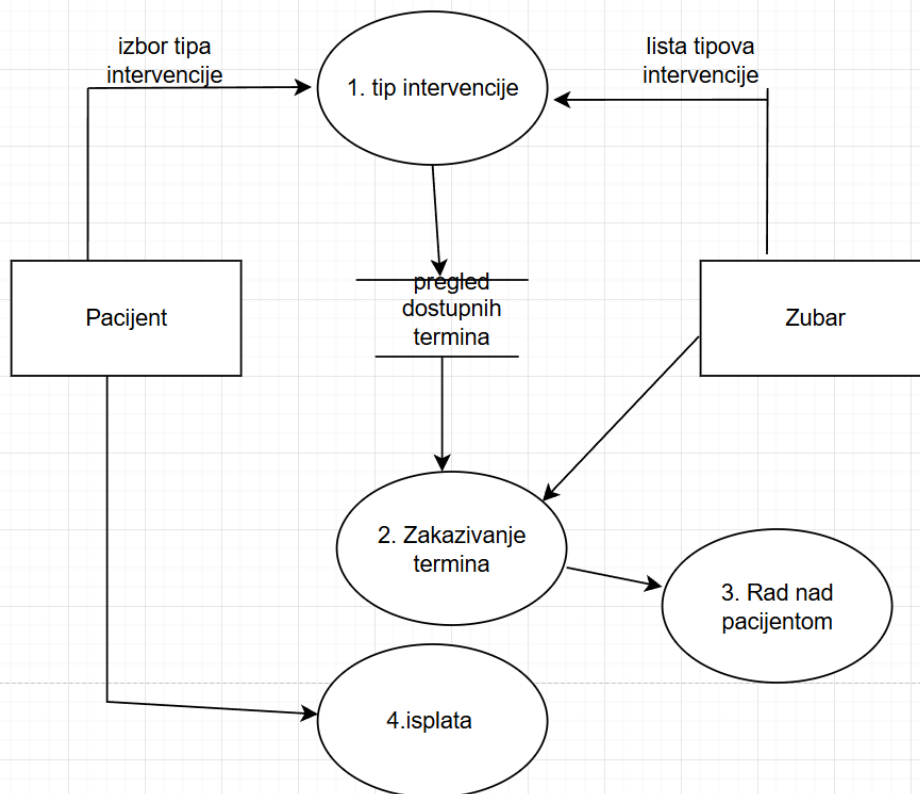 izbor tipa
intervencije
lista tipova
intervencije
1. tip intervencije
pregled
dostupnih
termina
Pacijent
Zubar
2. Zakazivanje
termina
3. Rad nad
pacijentom
4.isplata